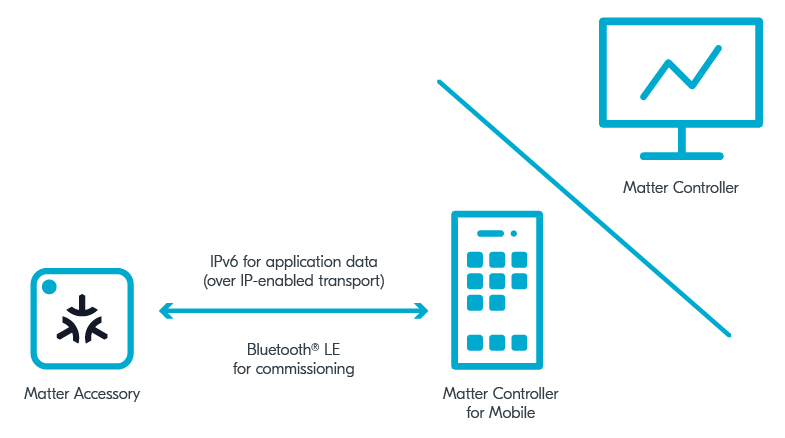 Matter Controller
IPv6 for application data
(over IP-enabled transport)
Bluetooth® LE
for commissioning
Matter Accessory
Matter Controller
for Mobile